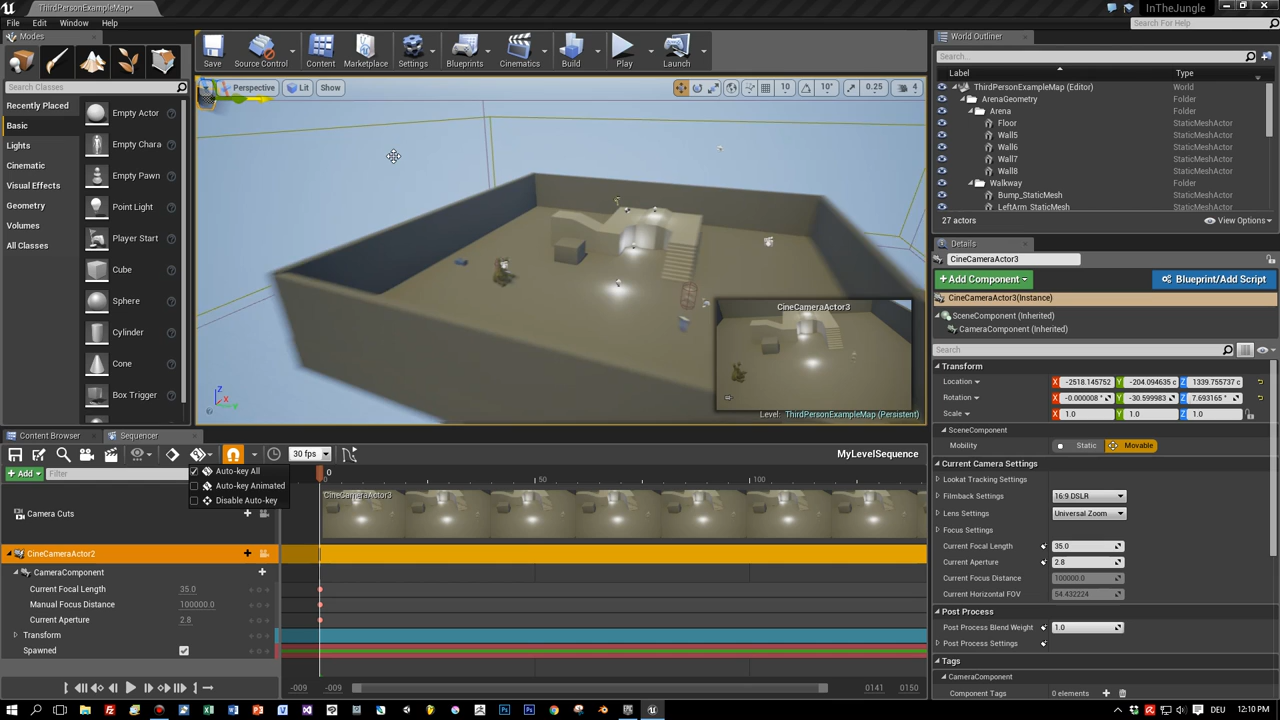 ThirdPersonExampleMap*
InTheJungle
File Edit Window Help
Search For Help
Modes
Search Classes
Recently Placed
Basic
Lights
Cinematic
Visual Effects
Geometry
Volumes
All Classes
Empty Actor
Empty Chara
Empty Pawn
Point Light
Player Start
Cube
Sphere
Cylinder
Cone
Box Trigger
Save Source Control Content Marketplace Settings Blueprints Cinematics Build Play Launch
Perspective Lit Show 10 10° 0.25 4
CineCameraActor3
Level: ThirdPersonExampleMap (Persistent)
World Outliner
Search...
Label Type
ThirdPersonExampleMap (Editor) World
ArenaGeometry Folder
Arena Folder
Floor StaticMeshActor
Wall5 StaticMeshActor
Wall6 StaticMeshActor
Wall7 StaticMeshActor
Wall8 StaticMeshActor
Walkway Folder
Bump_StaticMesh StaticMeshActor
LeftArm_StaticMesh StaticMeshActor
27 actors View Options
Details
CineCameraActor3
+Add Component Blueprint/Add Script
CineCameraActor3(Instance)
SceneComponent (Inherited)
CameraComponent (Inherited)
Search
Transform
Location X -2518.145752 Y -204.094635 c Z 1339.755737 c
Rotation X -0.000008 ° Y -30.599983 Z 7.693165 °
Scale X 1.0 Y 1.0 Z 1.0
SceneComponent
Mobility Static Movable
Current Camera Settings
Lookat Tracking Settings
Filmback Settings 16:9 DSLR
Lens Settings Universal Zoom
Focus Settings
Current Focal Length 35.0
Current Aperture 2.8
Current Focus Distance 100000.0
Current Horizontal FOV 54.432224
Post Process
Post Process Blend Weight 1.0
Post Process Settings
Tags
CameraComponent
Component Tags 0 elements
Content Browser Sequencer
30 fps
MyLevelSequence
+ Add Filter
Auto-key All
Auto-key Animated
Disable Auto-key
0
50 100
CineCameraActor3
Camera Cuts
CineCameraActor2
CameraComponent
Current Focal Length 35.0
Manual Focus Distance 100000.0
Current Aperture 2.8
Transform
Spawned
-009 -009 0141 0150
DEU 12:10 PM